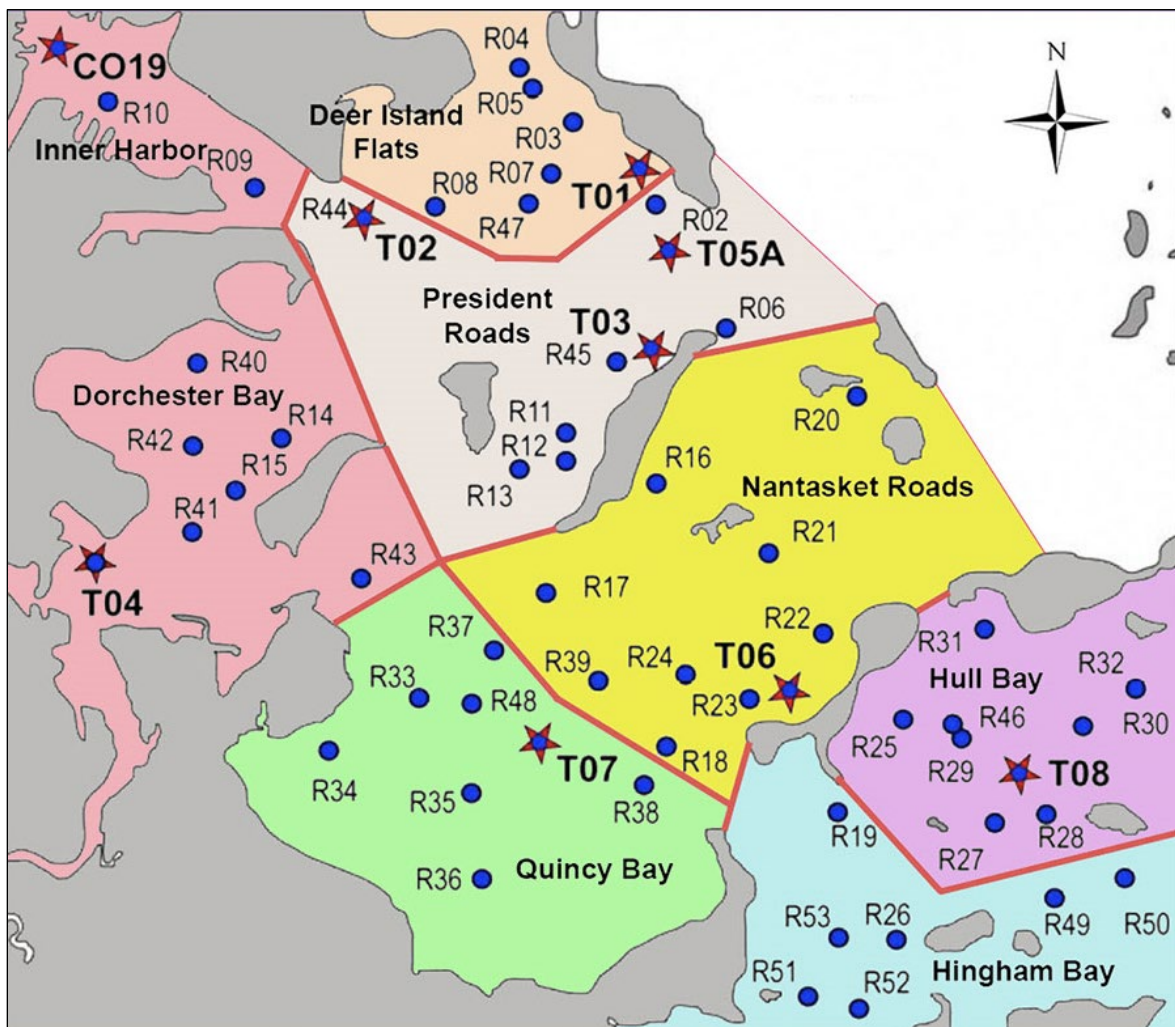 N
R04
CO19
R05
R10
Deer Island
Flats
R03
Inner Harbor
R09
R07
T01
R08
R44
R02
R47
T02
T05A
President
Roads
T03
R06
R45
R40
Dorchester Bay
R14
R11
R20
R42
R12
R15
R16
R13
Nantasket Roads
R41
R21
R43
T04
R17
R37
R22
R31
R24
T06
R39
R33
Hull Bay
R32
R48
R23
R30
R46
R25
R18
R29
T07
T08
R34
R35
R38
R19
R28
R27
Quincy Bay
R36
R53
R26
R49
R50
Hingham Bay
R51
R52